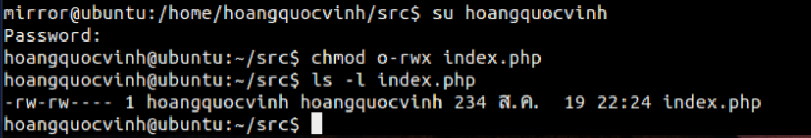 mirror@ubuntu:/home/hoangquocvinh/src$ su hoangquocvinh
Password:
hoangquocvinh@ubuntu:~/src$ chmod o-rwx index.php
hoangquocvinh@ubuntu:~/src$ ls -l index.php
-rw-rw---- 1 hoangquocvinh hoangquocvinh 234 ส.ค.  19 22:24 index.php
hoangquocvinh@ubuntu:~/src$